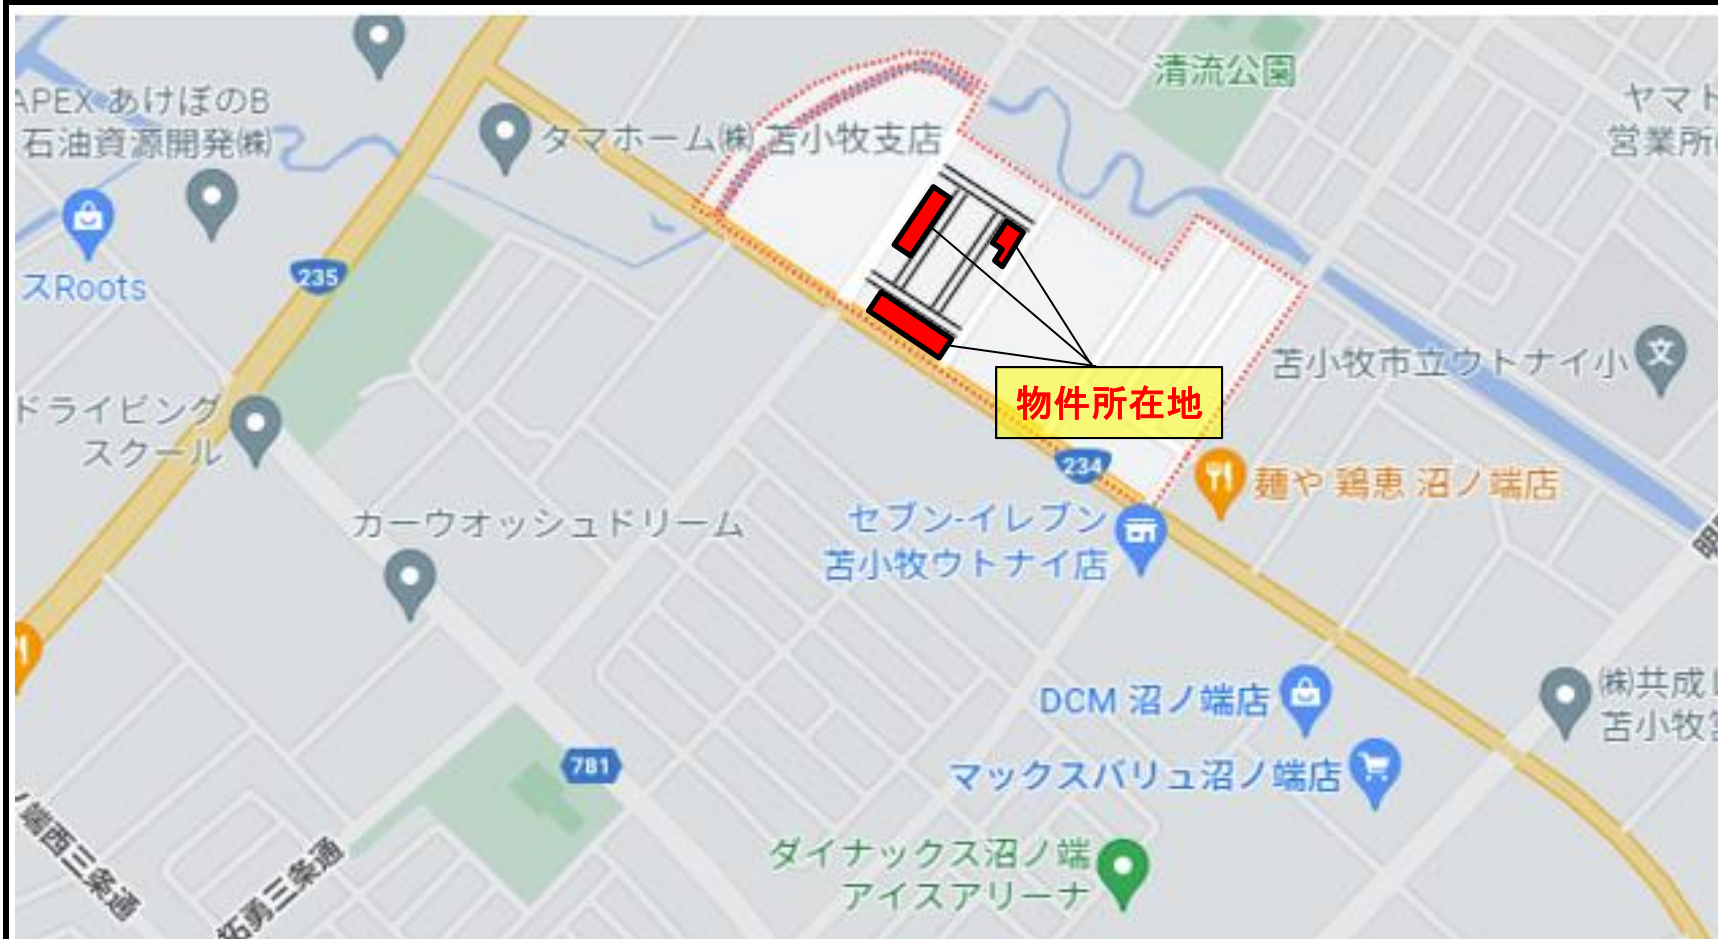 清流公園
APEX あけぼのB
石油資源開発㈱
タマホーム㈱ 苫小牧支店
ヤマト
営業所
スRoots
235
苫小牧市立ウトナイ小
文
物件所在地
ドライビング
スクール
234
麺や 鶏恵 沼ノ端店
カーウオッシュドリーム
セブン-イレブン
苫小牧ウトナイ店
明
DCM 沼ノ端店
㈱共成
苫小牧
781
マックスバリュ沼ノ端店
ノ端西三条通
拓勇三条通
ダイナックス沼ノ端
アイスアリーナ